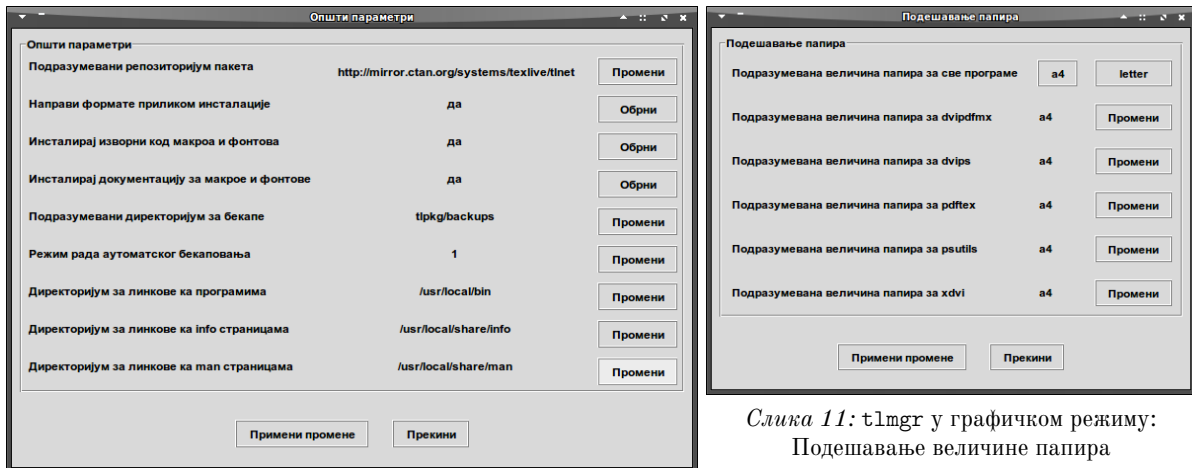 Општи параметри
Општи параметри
Подразумевани репозиторијум пакета http://mirror.ctan.org/systems/texlive/tlnet Промени
Направи формате приликом инсталације да Обрни
Инсталирај изворни код макроа и фонтова да Обрни
Инсталирај документацију за макрое и фонтове да Обрни
Подразумевани директоријум за бекапе tlpkg/backups Промени
Режим рада аутоматског бекаповања 1 Промени
Директоријум за линкове ка програмима /usr/local/bin Промени
Директоријум за линкове ка info страницама /usr/local/share/info Промени
Директоријум за линкове ка man страницама /usr/local/share/man Промени
Примени промене Прекини
Подешавање папира
Подешавање папира
Подразумевана величина папира за све програме a4 letter
Подразумевана величина папира за dvipdfmx a4 Промени
Подразумевана величина папира за dvips a4 Промени
Подразумевана величина папира за pdftex a4 Промени
Подразумевана величина папира за psutils a4 Промени
Подразумевана величина папира за xdvi a4 Промени
Примени промене Прекини
Слика 11: tlmgr у графичком режиму:
Подешавање величине папира